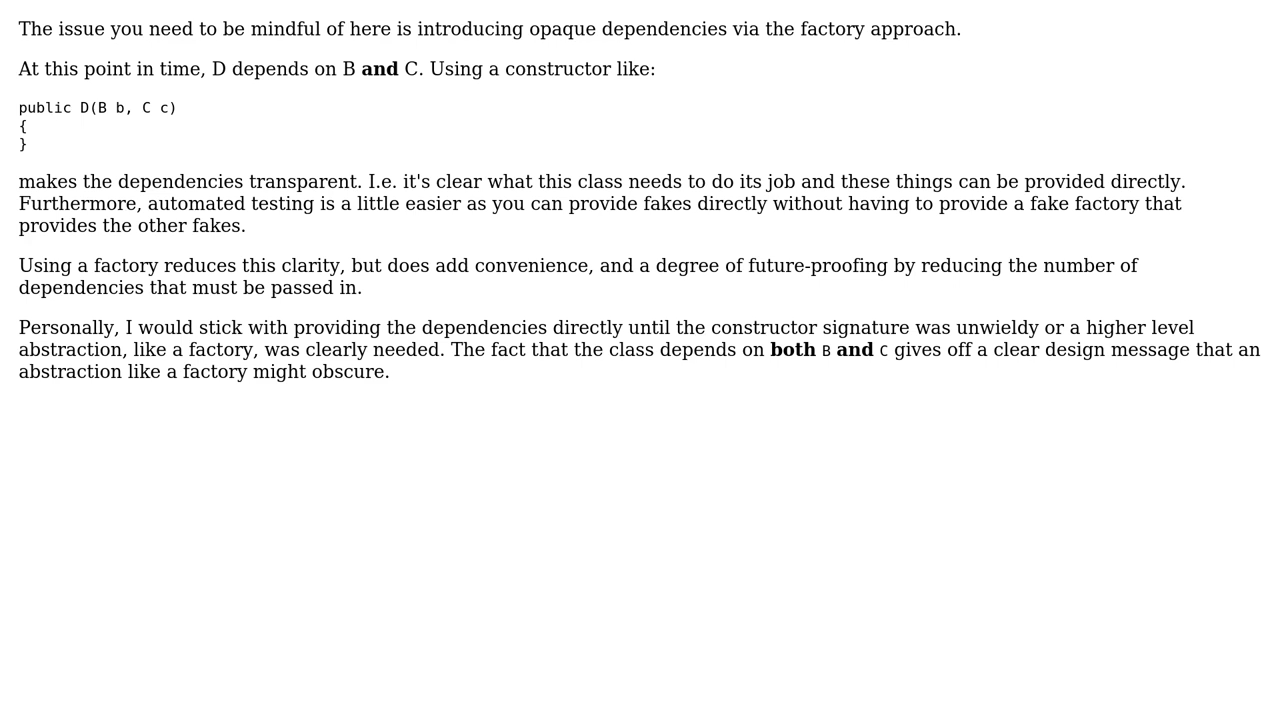 The issue you need to be mindful of here is introducing opaque dependencies via the factory approach.
At this point in time, D depends on B and C. Using a constructor like:
public D(B b, C c)
{
}
makes the dependencies transparent. I.e. it's clear what this class needs to do its job and these things can be provided directly.
Furthermore, automated testing is a little easier as you can provide fakes directly without having to provide a fake factory that
provides the other fakes.
Using a factory reduces this clarity, but does add convenience, and a degree of future-proofing by reducing the number of
dependencies that must be passed in.
Personally, I would stick with providing the dependencies directly until the constructor signature was unwieldy or a higher level
abstraction, like a factory, was clearly needed. The fact that the class depends on both B and C gives off a clear design message that an
abstraction like a factory might obscure.